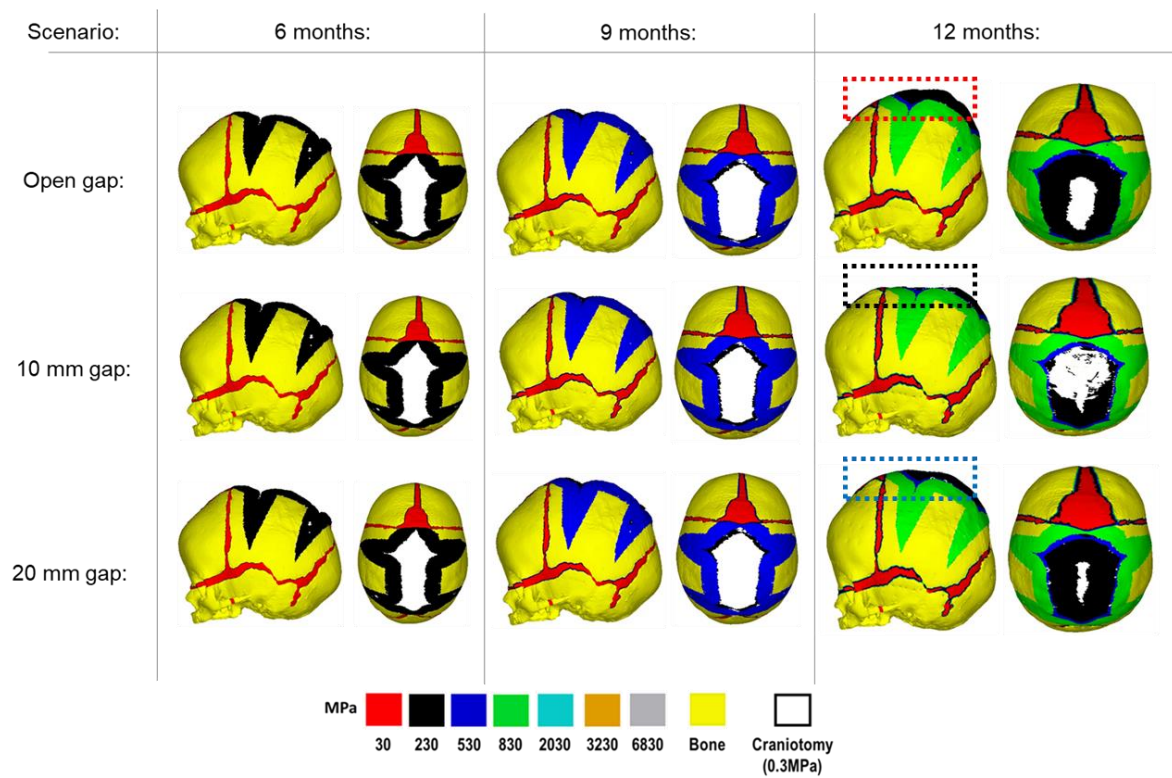 Scenario: 6 months: 9 months: 12 months:
Open gap:
10 mm gap:
20 mm gap:
MPa
30 230 530 830 2030 3230 6830 Bone Craniotomy
(0.3MPa)